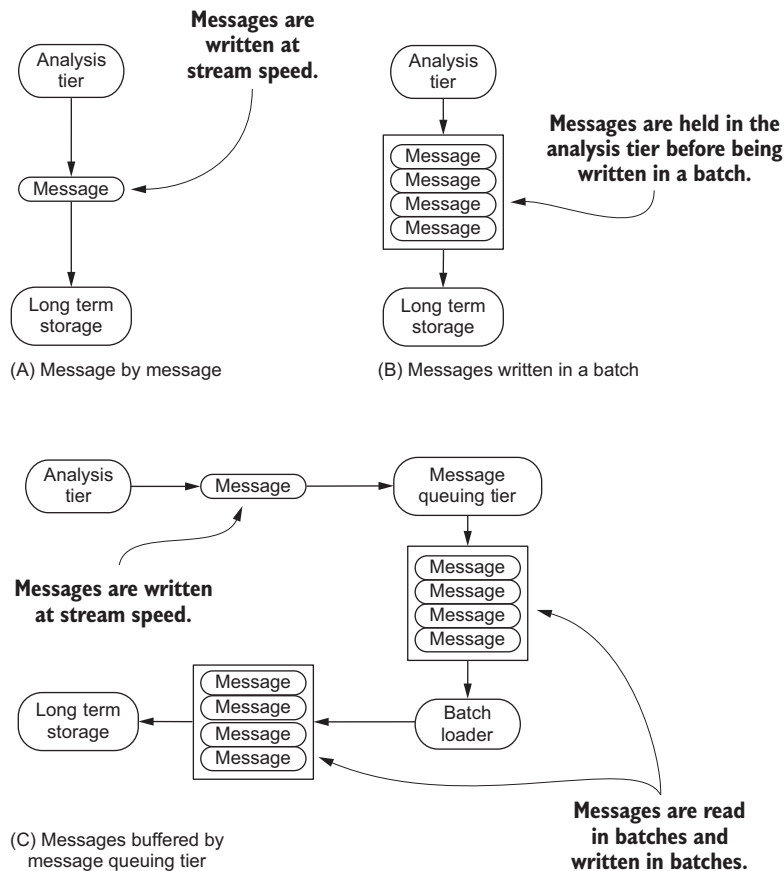 Messages are
written at
stream speed.
Analysis
tier
Message
Long term
storage
(A) Message by message
Analysis
tier
Messages are held in the
analysis tier before being
written in a batch.
Message
Message
Message
Message
Long term
storage
(B) Messages written in a batch
Analysis
tier
Message
Message
queuing tier
Messages are written
at stream speed.
Message
Message
Message
Message
Batch
loader
Message
Message
Message
Message
Long term
storage
Messages are read
in batches and
written in batches.
(C) Messages buffered by
message queuing tier